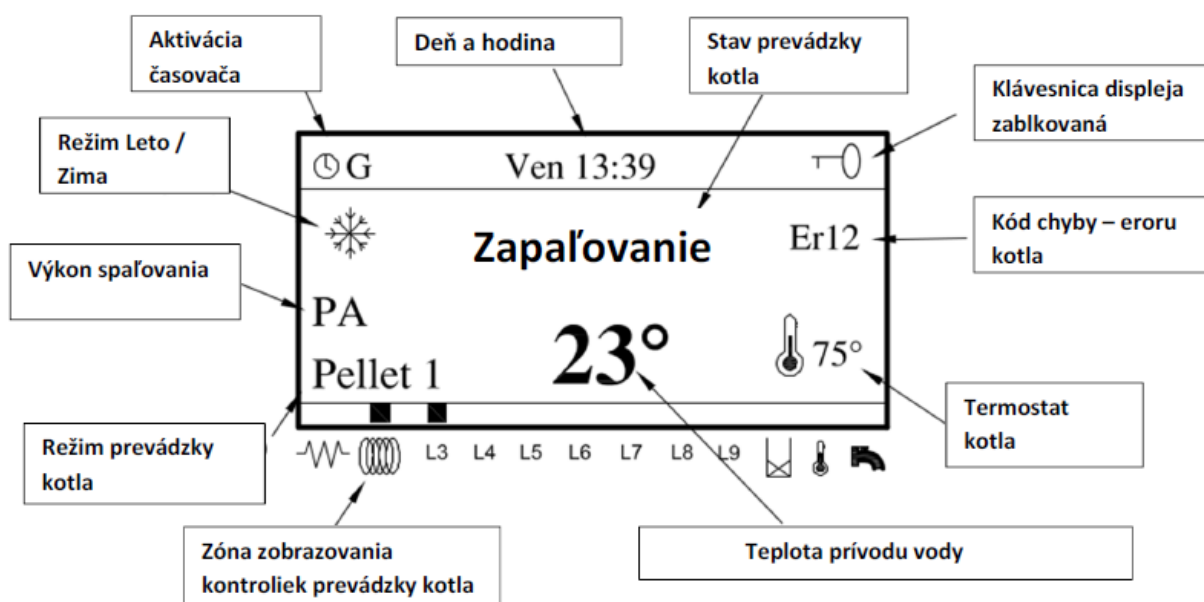 Aktivácia
časovača
Deň a hodina
Stav prevádzky
kotla
Klávesnica displeja
zablkovaná
Režim Leto /
Zima
G
Ven 13:39
Zapaľovanie
Er12
Kód chyby – eroru
kotla
Výkon spaľovania
PA
23°
75°
Pellet 1
Termostat
kotla
Režim prevádzky
kotla
L3 L4 L5 L6 L7 L8 L9
Zóna zobrazovania
kontroliek prevádzky kotla
Teplota prívodu vody